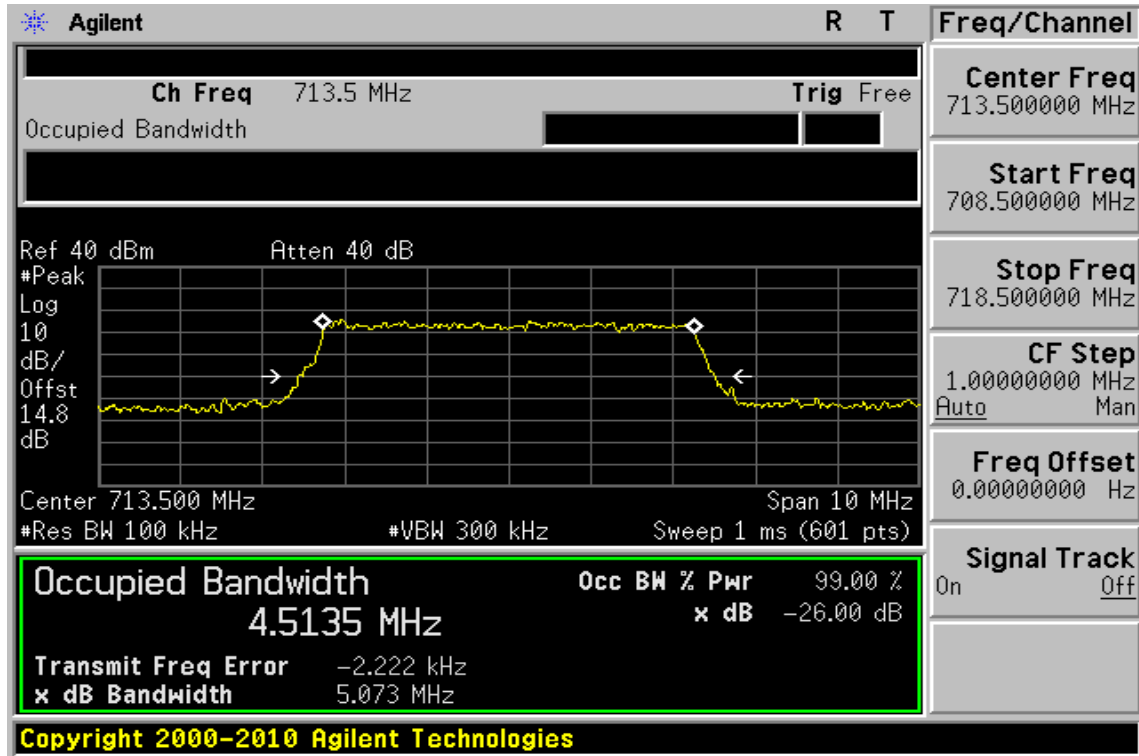 Agilent R T
Freq/Channel
Ch Freq 713.5 MHz Trig Free
Occupied Bandwidth
Center Freq
713.500000 MHz
Start Freq
708.500000 MHz
Stop Freq
718.500000 MHz
CF Step
1.00000000 MHz
Auto Man
Freq Offset
0.00000000 Hz
Signal Track
On Off
Ref 40 dBm Atten 40 dB
#Peak
Log
10
dB/
Offst
14.8
dB
Center 713.500 MHz Span 10 MHz
#Res BW 100 kHz #VBW 300 kHz Sweep 1 ms (601 pts)
Occupied Bandwidth Occ BW % Pwr 99.00 %
4.5135 MHz x dB -26.00 dB
Transmit Freq Error -2.222 kHz
x dB Bandwidth 5.073 MHz
Copyright 2000-2010 Agilent Technologies